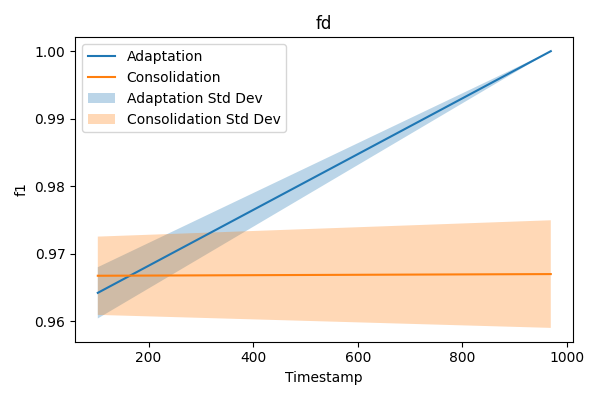 fd
Adaptation
Consolidation
Adaptation Std Dev
Consolidation Std Dev
1.00
0.99
0.98
0.97
0.96
f1
200
400
600
800
1000
Timestamp